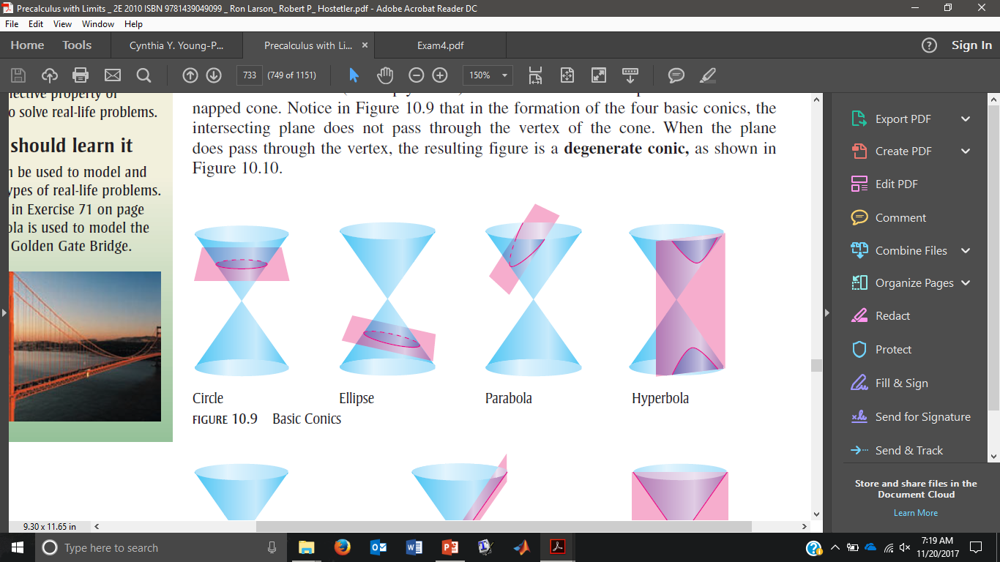 Precalculus with Limits _ 2E 2010 ISBN 9781439049099 _ Ron Larson_ Robert P_ Hostetler.pdf - Adobe Acrobat Reader DC
File Edit View Window Help
Home Tools Cynthia Y. Young-P... Precalculus with Li... × Exam4.pdf ? Sign In
733 (749 of 1151) 150%
lective property of
o solve real-life problems.
should learn it
n be used to model and
ypes of real-life problems.
in Exercise 71 on page
ola is used to model the
Golden Gate Bridge.
napped cone. Notice in Figure 10.9 that in the formation of the four basic conics, the
intersecting plane does not pass through the vertex of the cone. When the plane
does pass through the vertex, the resulting figure is a degenerate conic, as shown in
Figure 10.10.
Circle Ellipse Parabola Hyperbola
FIGURE 10.9 Basic Conics
Export PDF
Create PDF
Edit PDF
Comment
Combine Files
Organize Pages
Redact
Protect
Fill & Sign
Send for Signature
Send & Track
Store and share files in the
Document Cloud
Learn More
9.30 x 11.65 in
Type here to search
7:19 AM
11/20/2017